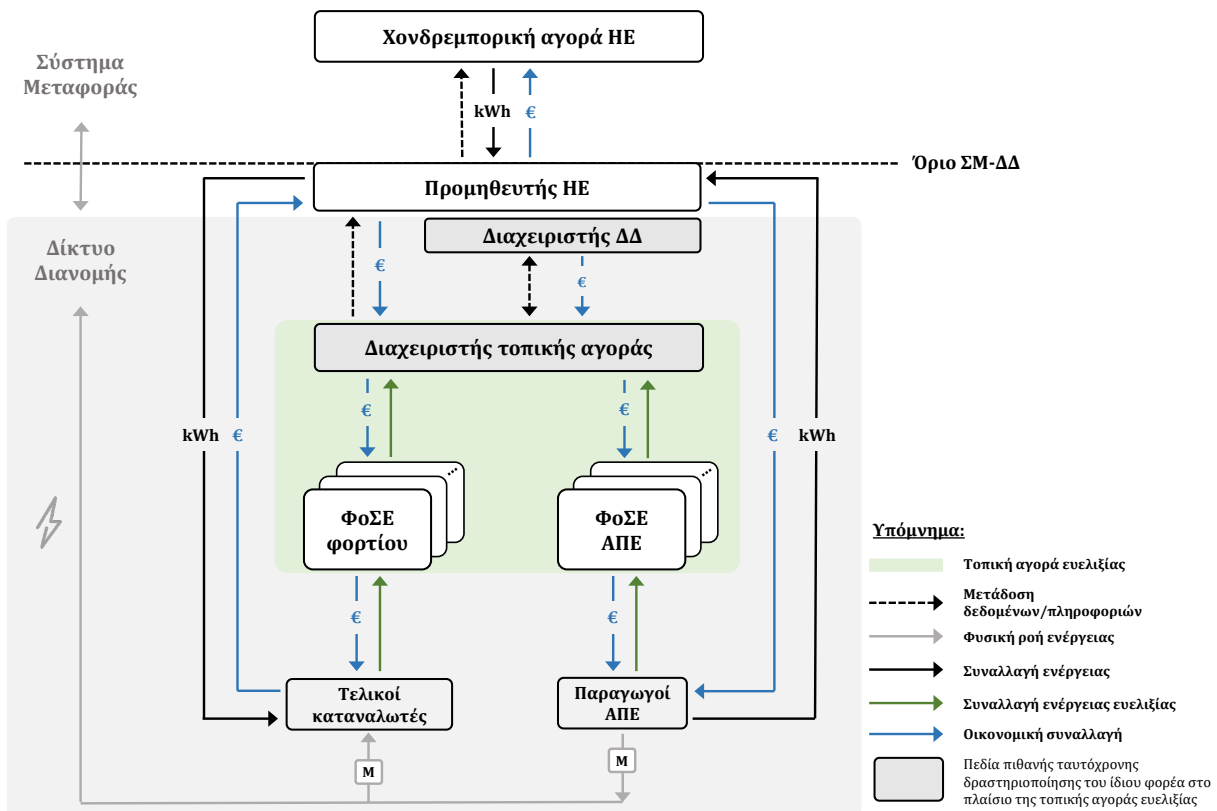 Χονδρεμπορική αγορά ΗΕ
Σύστημα
Μεταφοράς
kWh
€
Όριο ΣΜ-ΔΔ
Προμηθευτής ΗΕ
Διαχειριστής ΔΔ
Δίκτυο
Διανομής
€
€
Διαχειριστής τοπικής αγοράς
€
€
kWh
€
€
kWh
ΦοΣΕ
φορτίου
ΦοΣΕ
ΑΠΕ
€
€
Τελικοί
καταναλωτές
Παραγωγοί
ΑΠΕ
M
M
Υπόμνημα:
Τοπική αγορά ευελιξίας
Μετάδοση
δεδομένων/πληροφοριών
Φυσική ροή ενέργειας
Συναλλαγή ενέργειας
Συναλλαγή ενέργειας ευελιξίας
Οικονομική συναλλαγή
Πεδία πιθανής ταυτόχρονης
δραστηριοποίησης του ίδιου φορέα στο
πλαίσιο της τοπικής αγοράς ευελιξίας